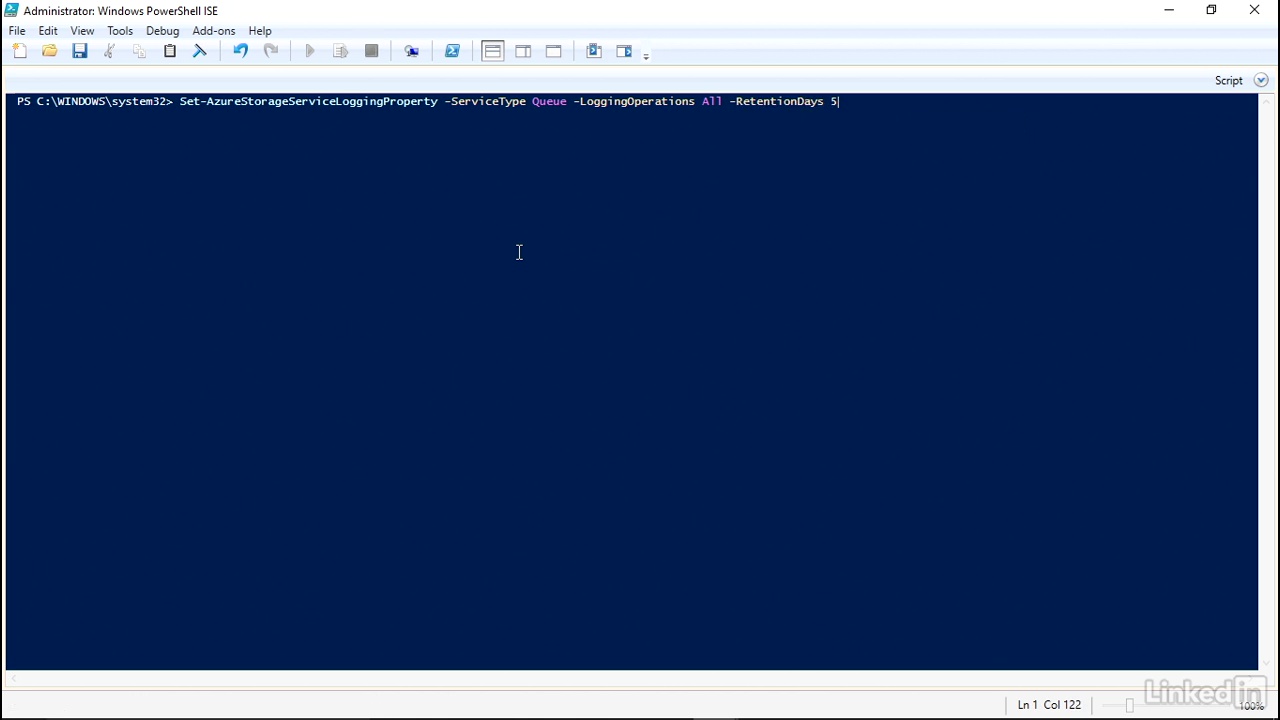 Administrator: Windows PowerShell ISE
File Edit View Tools Debug Add-ons Help
Script
PS C:\WINDOWS\system32> Set-AzureStorageServiceLoggingProperty -ServiceType Queue -LoggingOperations All -RetentionDays 5
LinkedIn
Ln 1 Col 122
100%